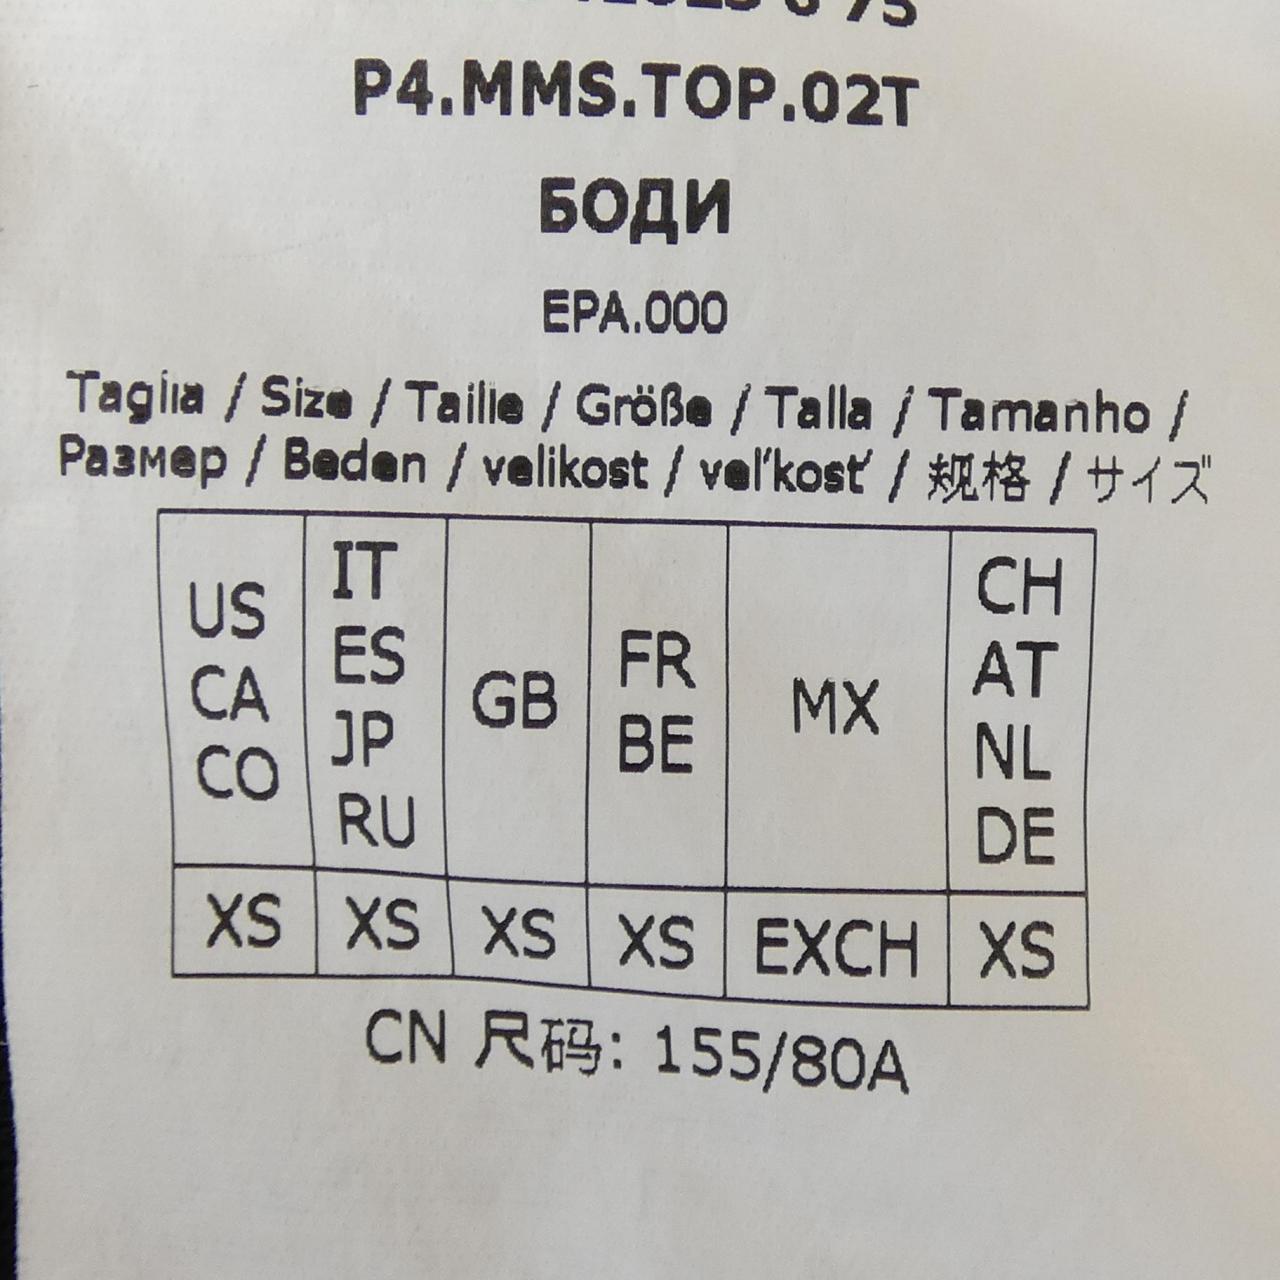 P4.MMS.TOP.02T
БОДИ
EPA.000
Taglia / Size / Taille / Größe / Talla / Tamanho /
Размер / Beden / velikost / veľkosť / 规格 / サイズ
US CA CO
IT ES JP RU
GB
FR BE
MX
CH AT NL DE
XS XS XS XS EXCH XS
CN 尺码: 155/80A